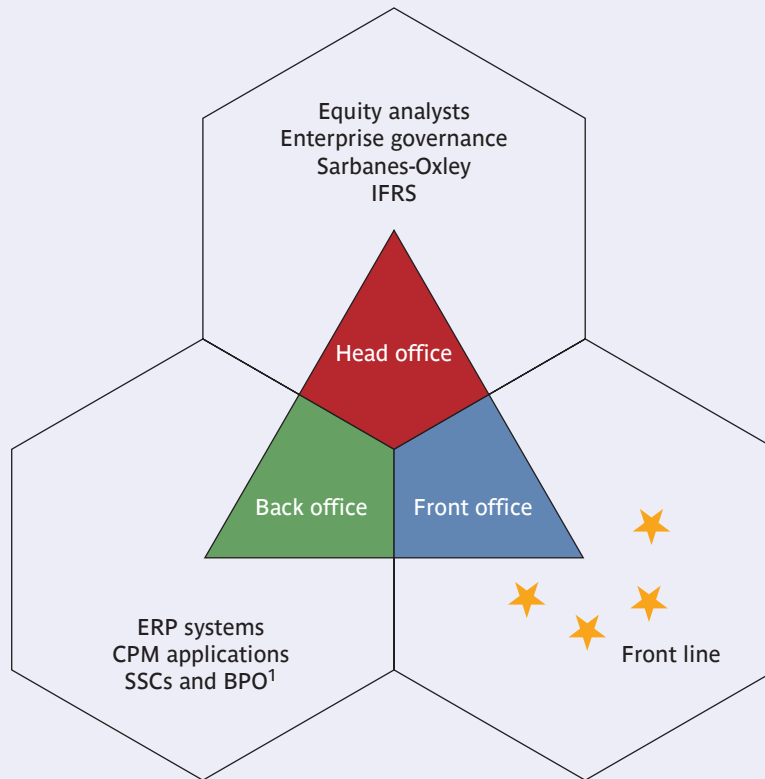 Equity analysts
Enterprise governance
Sarbanes-Oxley
IFRS
Head office
Back office
Front office
ERP systems
CPM applications
SSCs and BPO¹
Front line